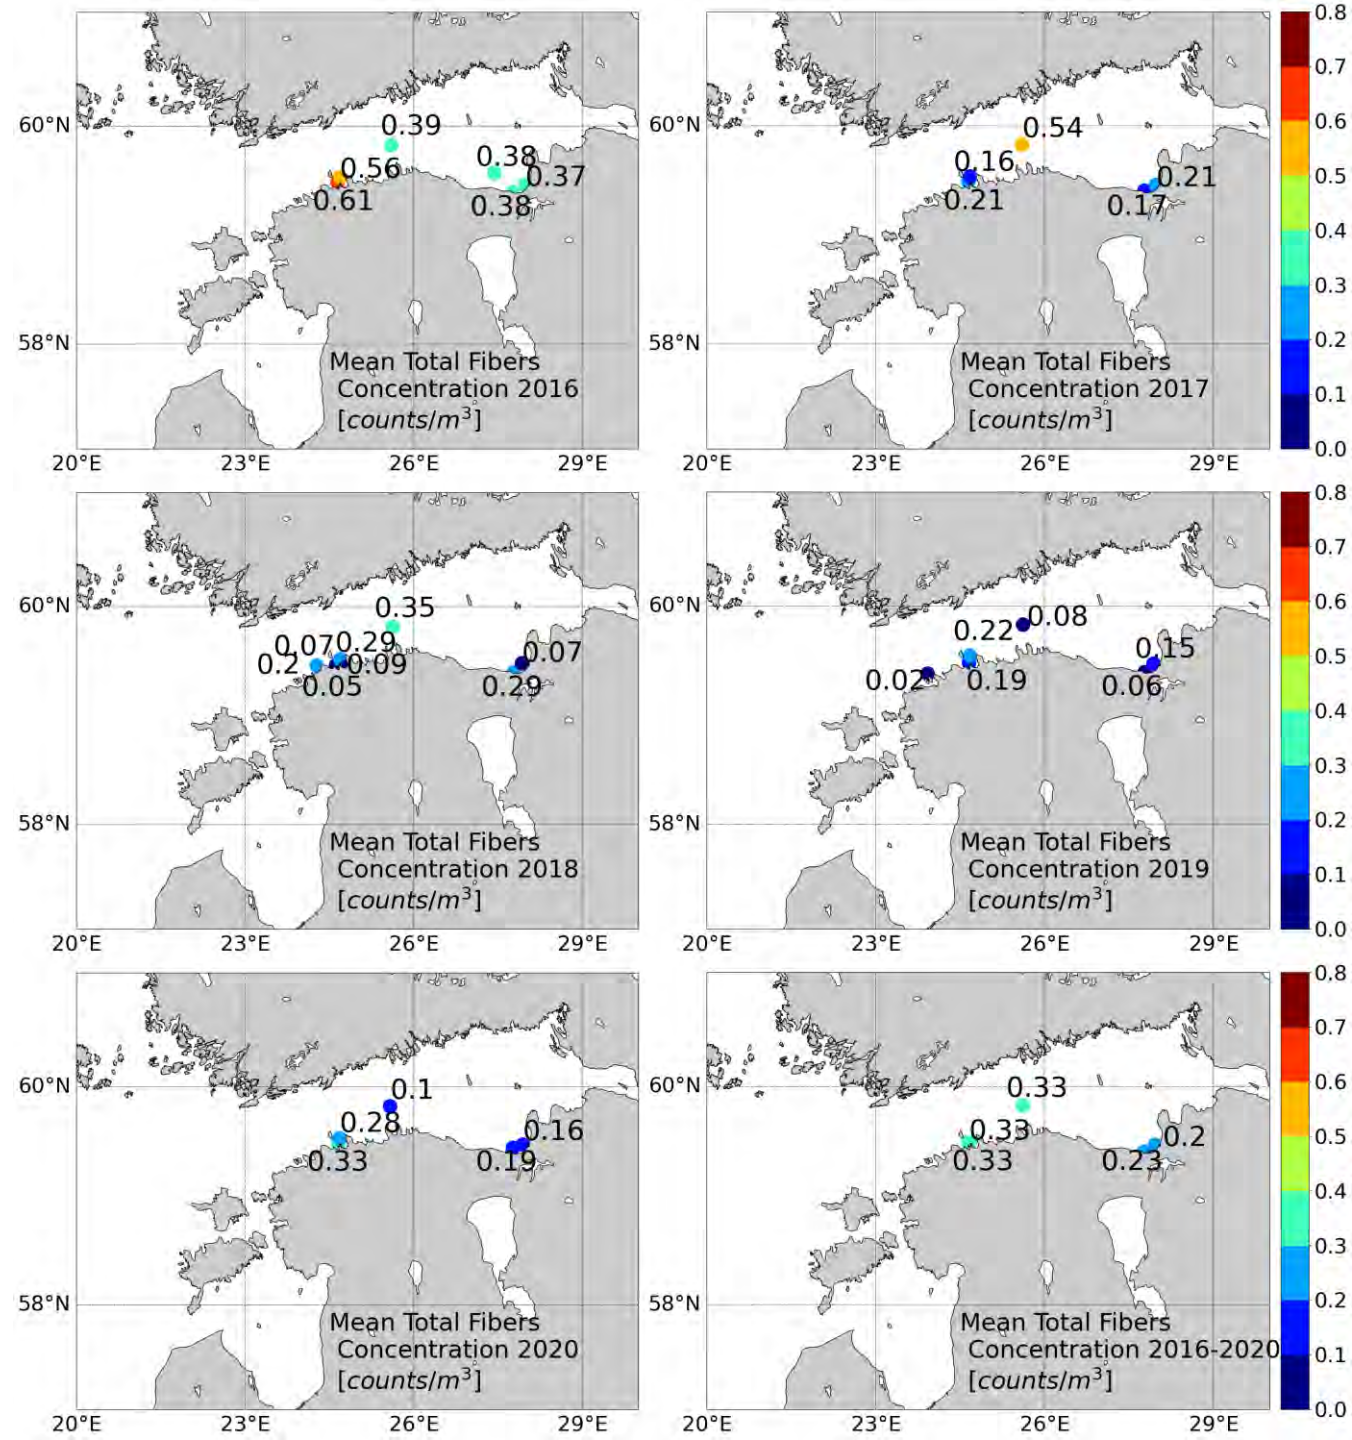 0.39
0.38
0.56
0.37
0.61
0.38
60°N
58°N
Mean Total Fibers
Concentration 2016
[counts/m³]
20°E 23°E 26°E 29°E
0.54
0.16
0.21
0.21
0.17
60°N
58°N
Mean Total Fibers
Concentration 2017
[counts/m³]
20°E 23°E 26°E 29°E
0.8
0.7
0.6
0.5
0.4
0.3
0.2
0.1
0.0
0.35
0.07 0.29
0.2 0.09
0.07
0.05
0.29
60°N
58°N
Mean Total Fibers
Concentration 2018
[counts/m³]
20°E 23°E 26°E 29°E
0.08
0.22
0.15
0.02 0.19
0.06
60°N
58°N
Mean Total Fibers
Concentration 2019
[counts/m³]
20°E 23°E 26°E 29°E
0.8
0.7
0.6
0.5
0.4
0.3
0.2
0.1
0.0
0.1
0.28
0.16
0.33
0.19
60°N
58°N
Mean Total Fibers
Concentration 2020
[counts/m³]
20°E 23°E 26°E 29°E
0.33
0.33
0.2
0.33
0.23
60°N
58°N
Mean Total Fibers
Concentration 2016-2020
[counts/m³]
20°E 23°E 26°E 29°E
0.8
0.7
0.6
0.5
0.4
0.3
0.2
0.1
0.0